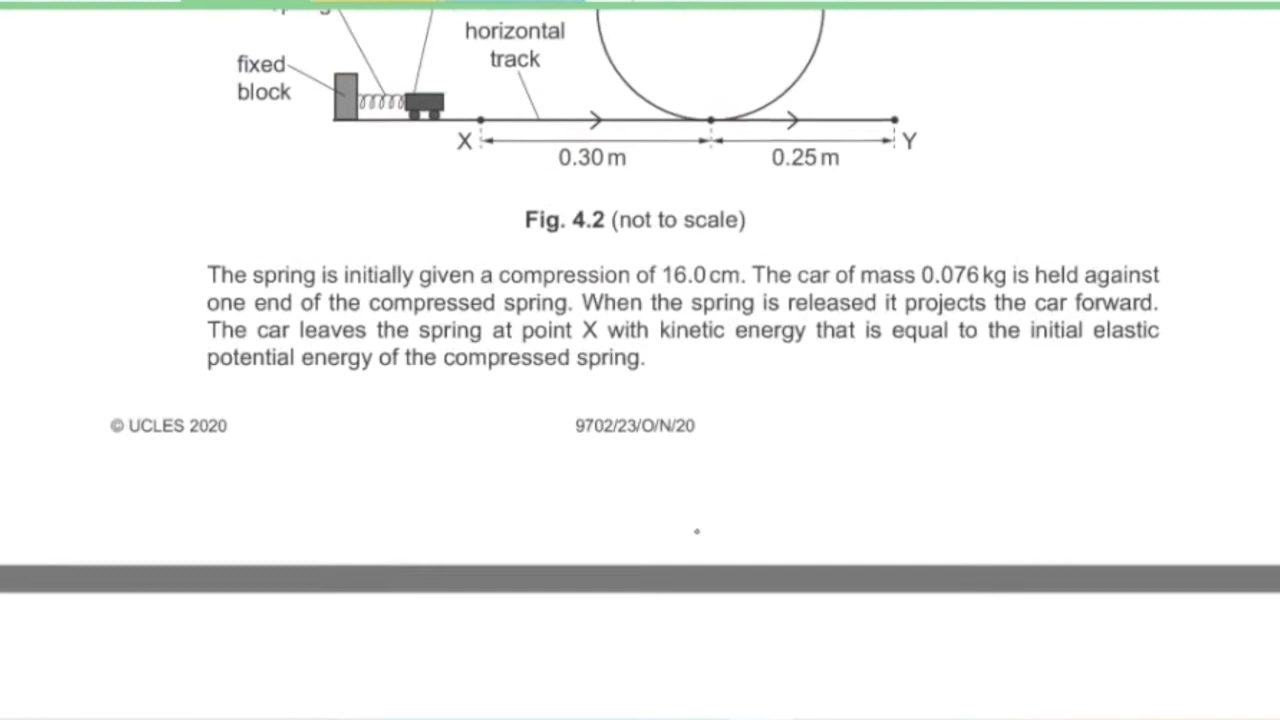 horizontal
track
fixed
block
X
Y
0.30 m
0.25 m
Fig. 4.2 (not to scale)
The spring is initially given a compression of 16.0 cm. The car of mass 0.076 kg is held against
one end of the compressed spring. When the spring is released it projects the car forward.
The car leaves the spring at point X with kinetic energy that is equal to the initial elastic
potential energy of the compressed spring.
© UCLES 2020
9702/23/O/N/20